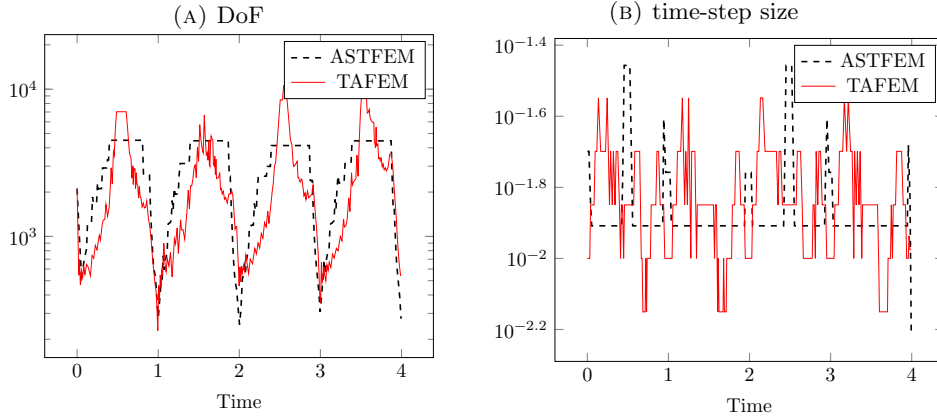 (A) DoF
10^4
10^3
0 1 2 3 4
Time
ASTFEM
TAFEM
(B) time-step size
10^−1.4
10^−1.6
10^−1.8
10^−2
10^−2.2
0 1 2 3 4
Time
ASTFEM
TAFEM